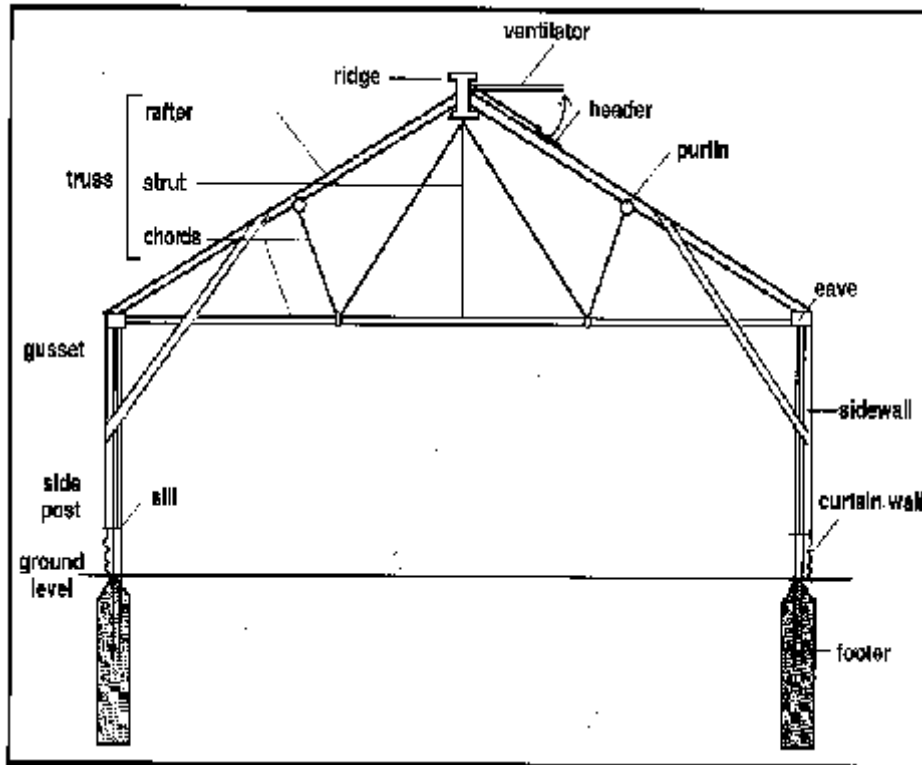 ventilator
ridge
rafter
header
purlin
truss
strut
chords
eave
gusset
sidewall
side
post
sill
curtain wall
ground
level
footer